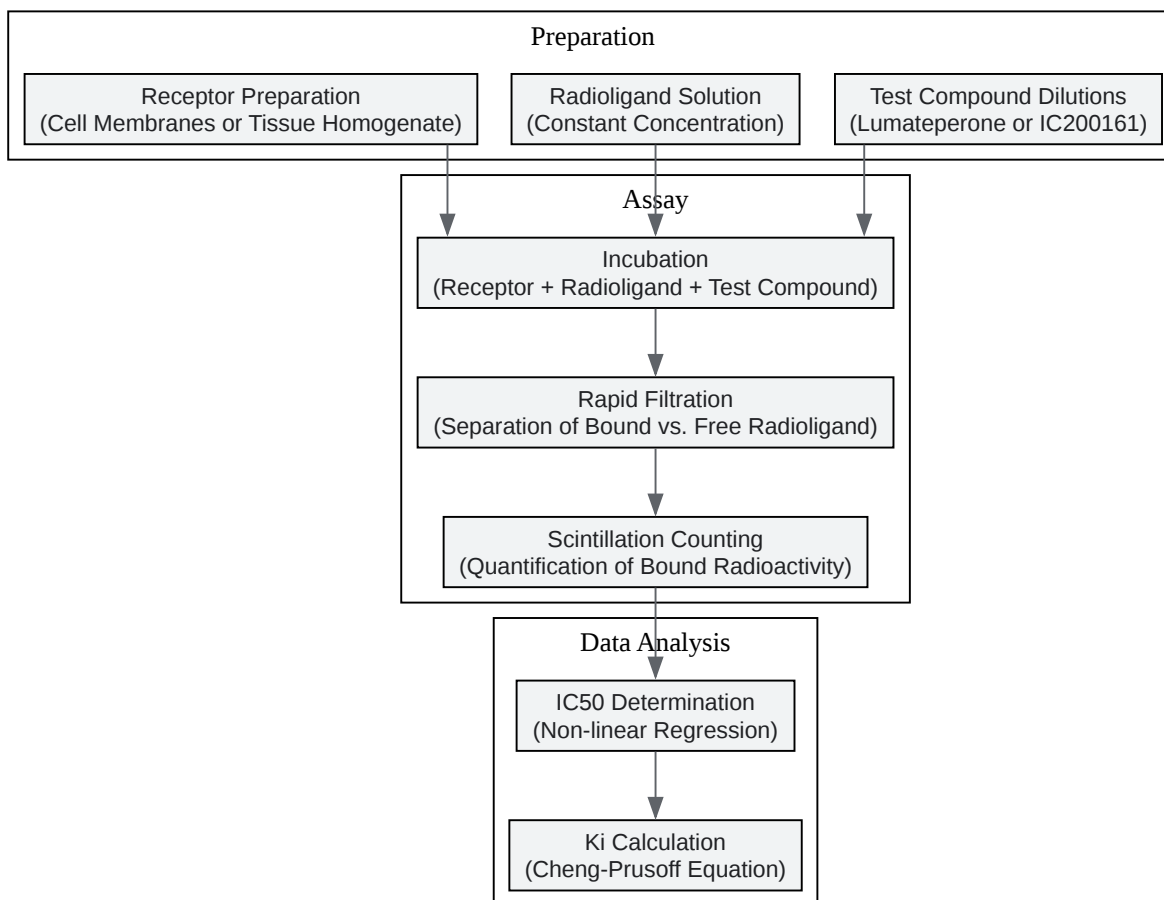 Preparation
Receptor Preparation
(Cell Membranes or Tissue Homogenate)
Radioligand Solution
(Constant Concentration)
Test Compound Dilutions
(Lumateperone or IC200161)
Assay
Incubation
(Receptor + Radioligand + Test Compound)
Rapid Filtration
(Separation of Bound vs. Free Radioligand)
Scintillation Counting
(Quantification of Bound Radioactivity)
Data Analysis
IC50 Determination
(Non-linear Regression)
Ki Calculation
(Cheng-Prusoff Equation)